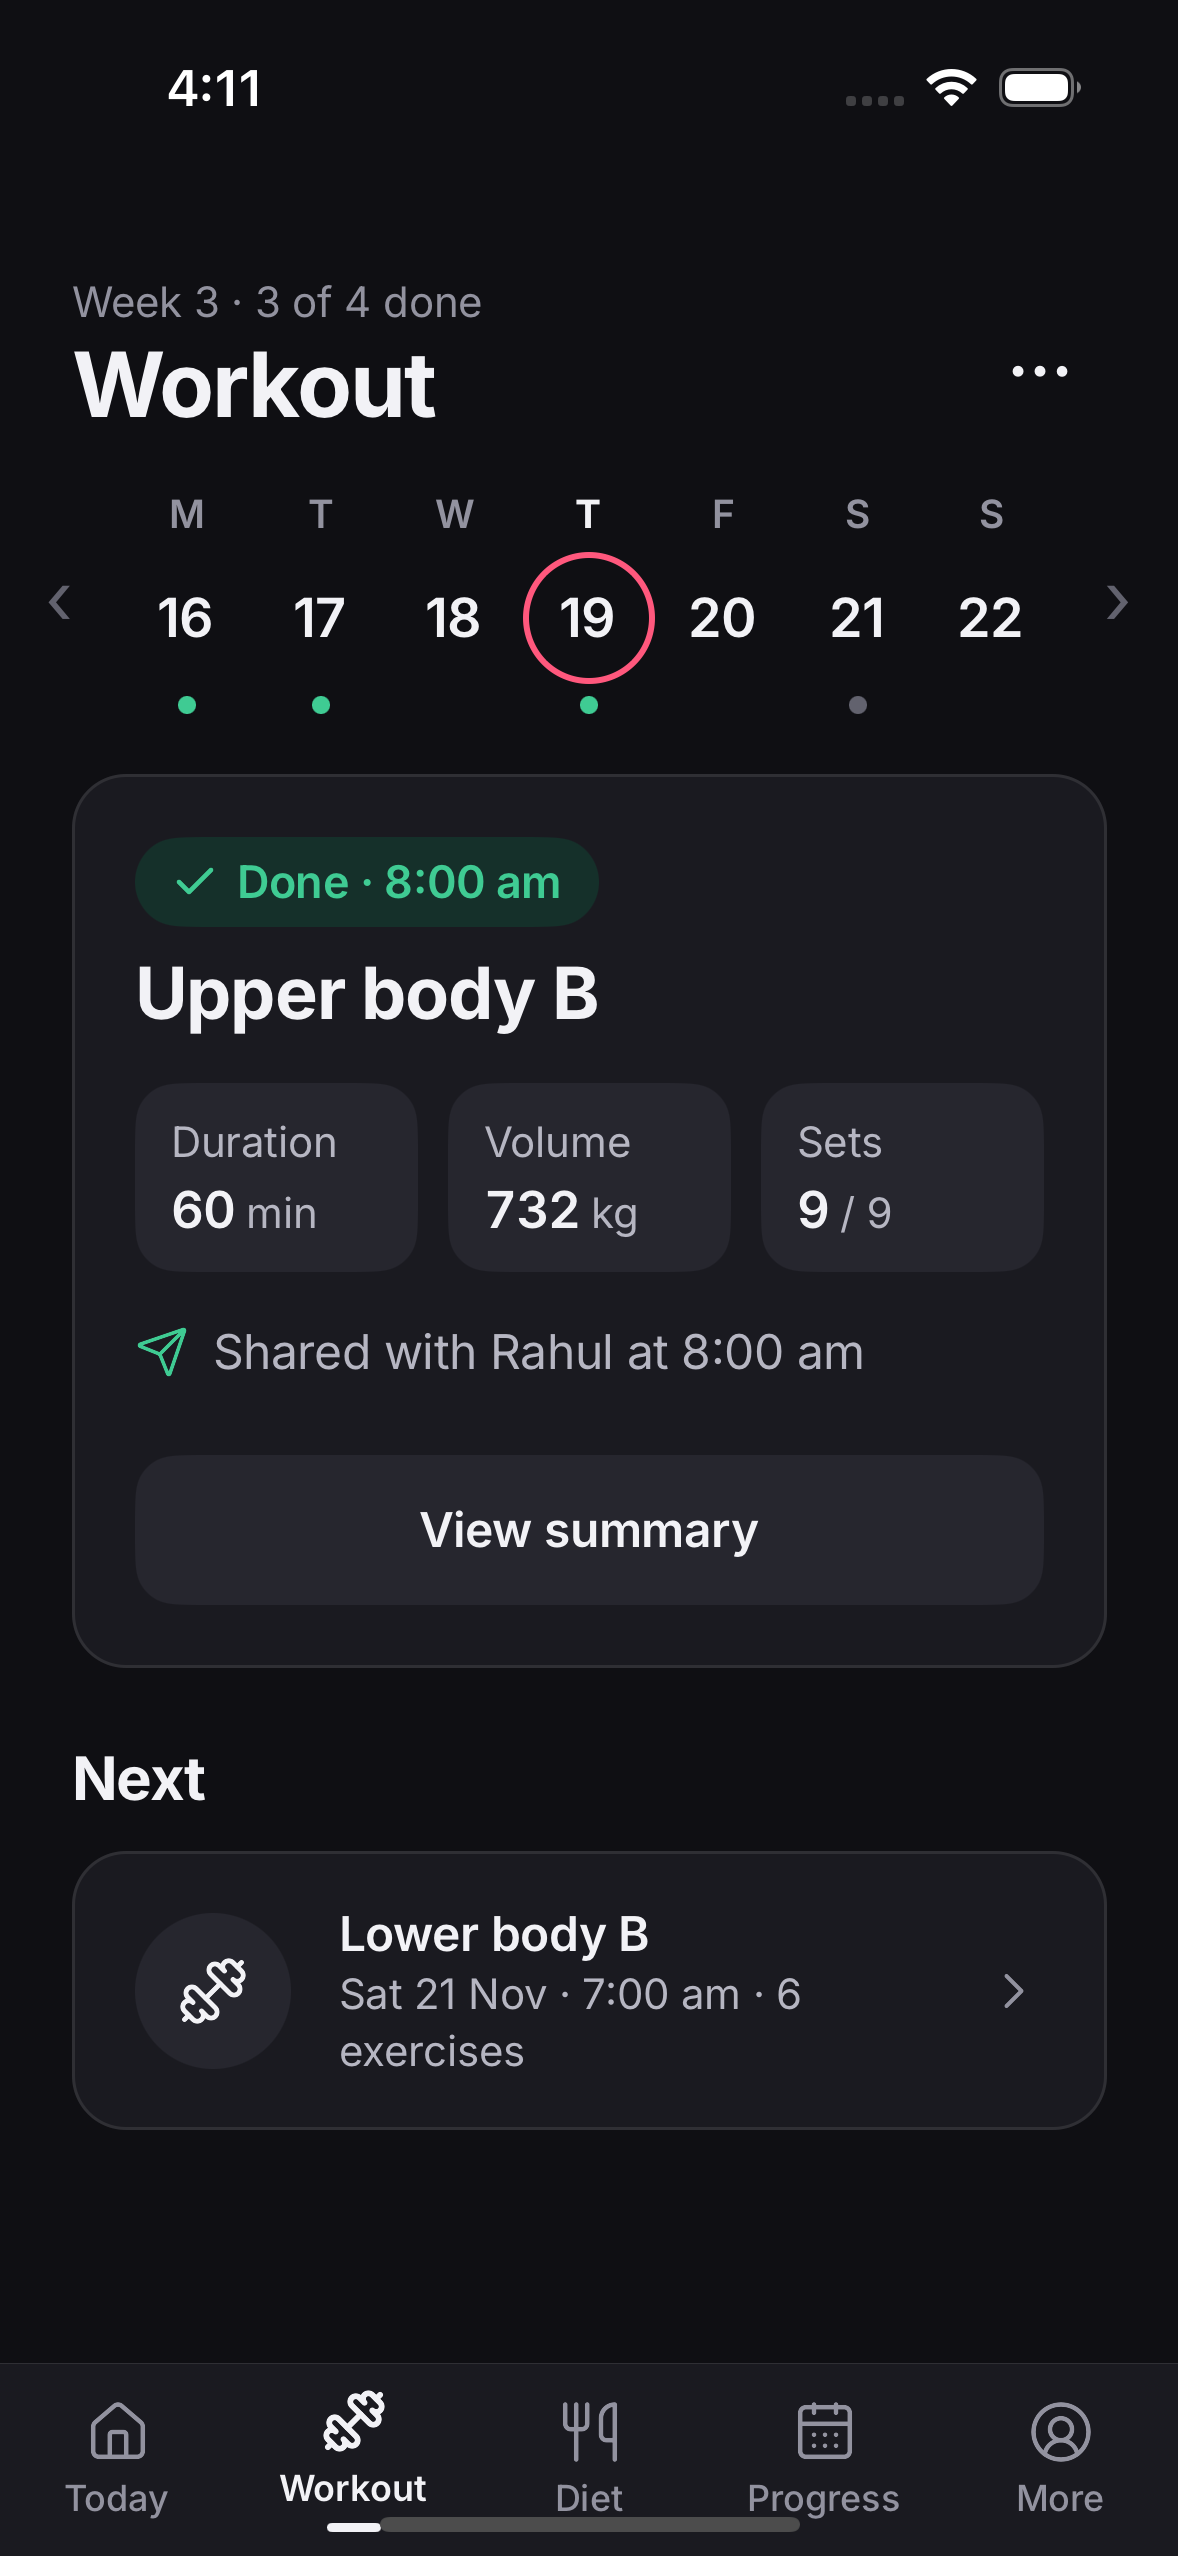 4:11
Week 3 · 3 of 4 done
Workout
M T W T F S S
16 17 18 19 20 21 22
Done · 8:00 am
Upper body B
Duration Volume Sets
60 min 732 kg 9 / 9
Shared with Rahul at 8:00 am
View summary
Next
Lower body B
Sat 21 Nov · 7:00 am · 6
exercises
Today Workout Diet Progress More